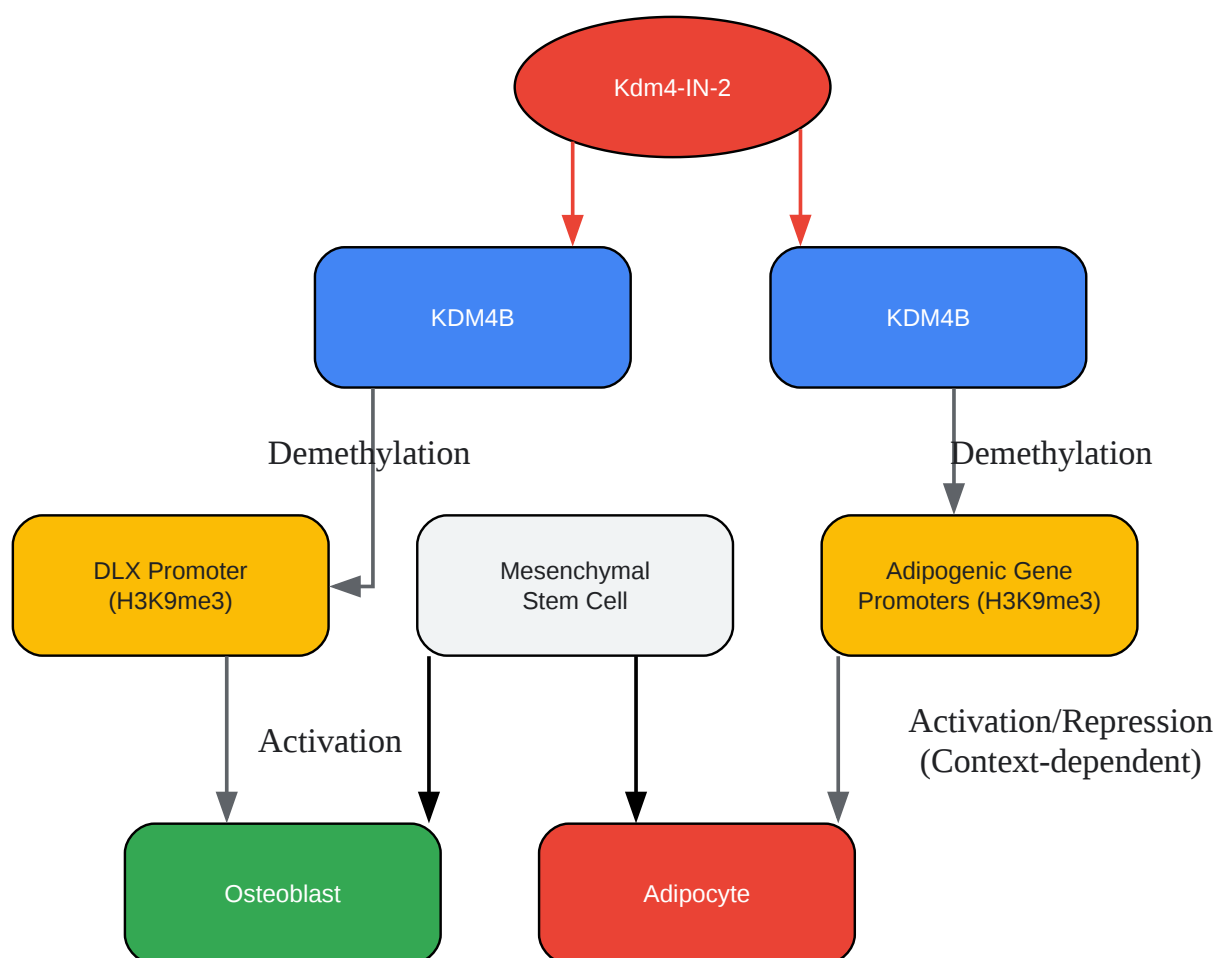 Kdm4-IN-2
KDM4B
KDM4B
Demethylation
Demethylation
DLX Promoter
(H3K9me3)
Mesenchymal
Stem Cell
Adipogenic Gene
Promoters (H3K9me3)
Activation
Activation/Repression
(Context-dependent)
Osteoblast
Adipocyte